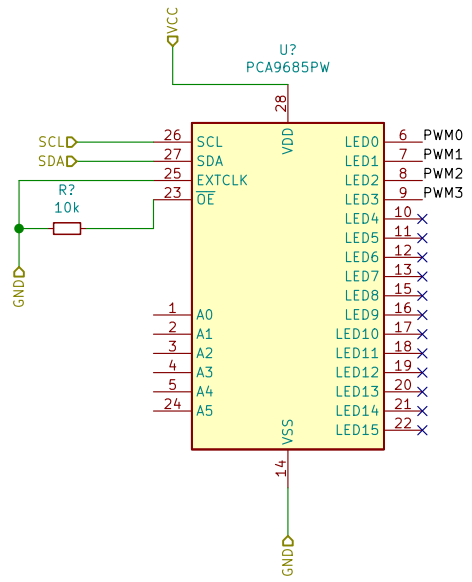 VCC
U?
PCA9685PW
28
VDD
SCL 26 SCL LED0 6 PWM0
SDA 27 SDA LED1 7 PWM1
25 EXTCLK LED2 8 PWM2
R? 23 OE LED3 9 PWM3
10k LED4 10
LED5 11
LED6 12
LED7 13
GND LED8 15
1 A0 LED9 16
2 A1 LED10 17
3 A2 LED11 18
4 A3 LED12 19
5 A4 LED13 20
24 A5 LED14 21
LED15 22
VSS
14
GND